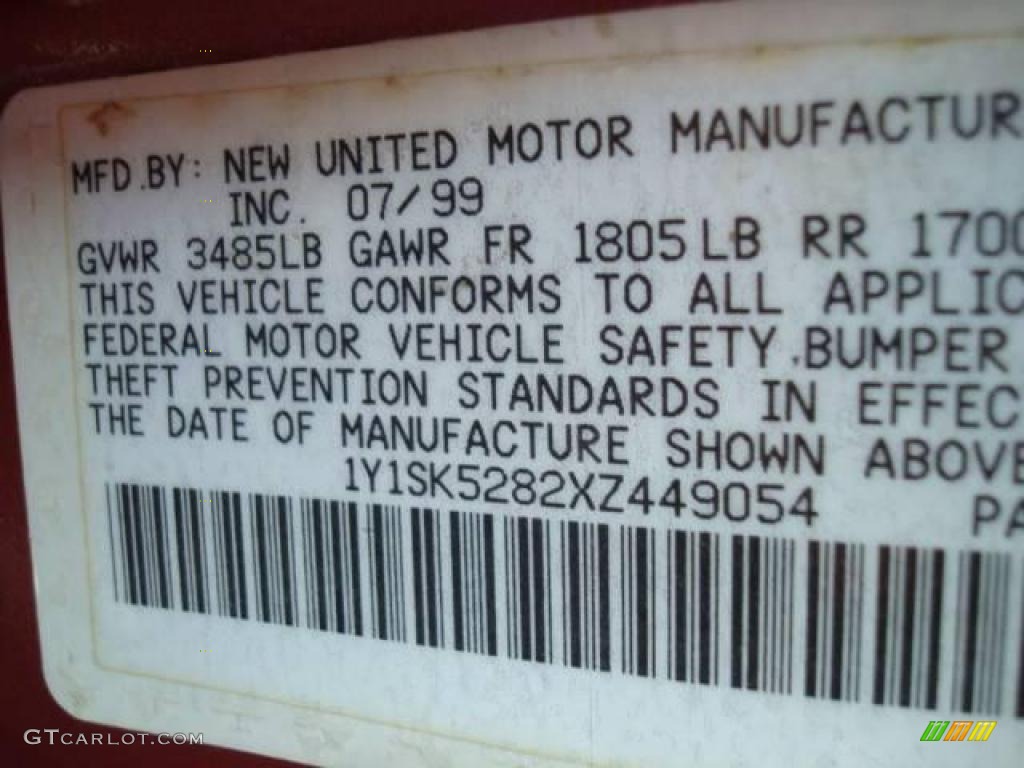 MFD.BY: NEW UNITED MOTOR MANUFACTUR
INC. 07/99
GVWR 3485LB GAWR FR 1805LB RR 1700
THIS VEHICLE CONFORMS TO ALL APPLIC
FEDERAL MOTOR VEHICLE SAFETY.BUMPER
THEFT PREVENTION STANDARDS IN EFFEC
THE DATE OF MANUFACTURE SHOWN ABOVE
1Y1SK5282XZ449054 PA
GTCARLOT.COM